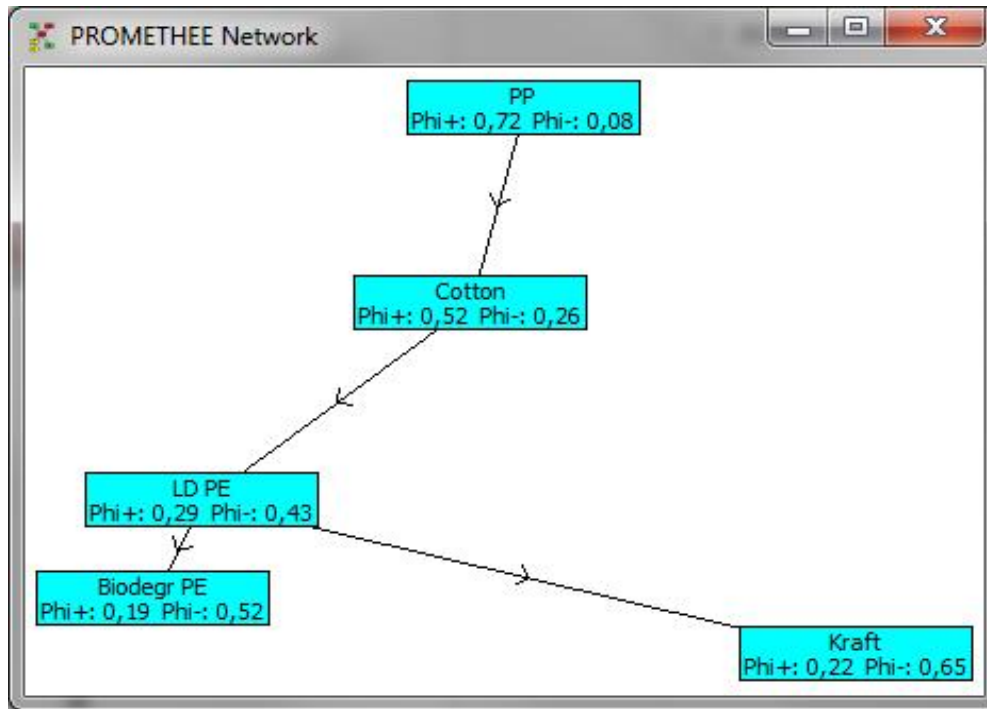 PROMETHEE Network
PP
Phi+: 0,72 Phi-: 0,08
Cotton
Phi+: 0,52 Phi-: 0,26
LD PE
Phi+: 0,29 Phi-: 0,43
Biodegr PE
Phi+: 0,19 Phi-: 0,52
Kraft
Phi+: 0,22 Phi-: 0,65